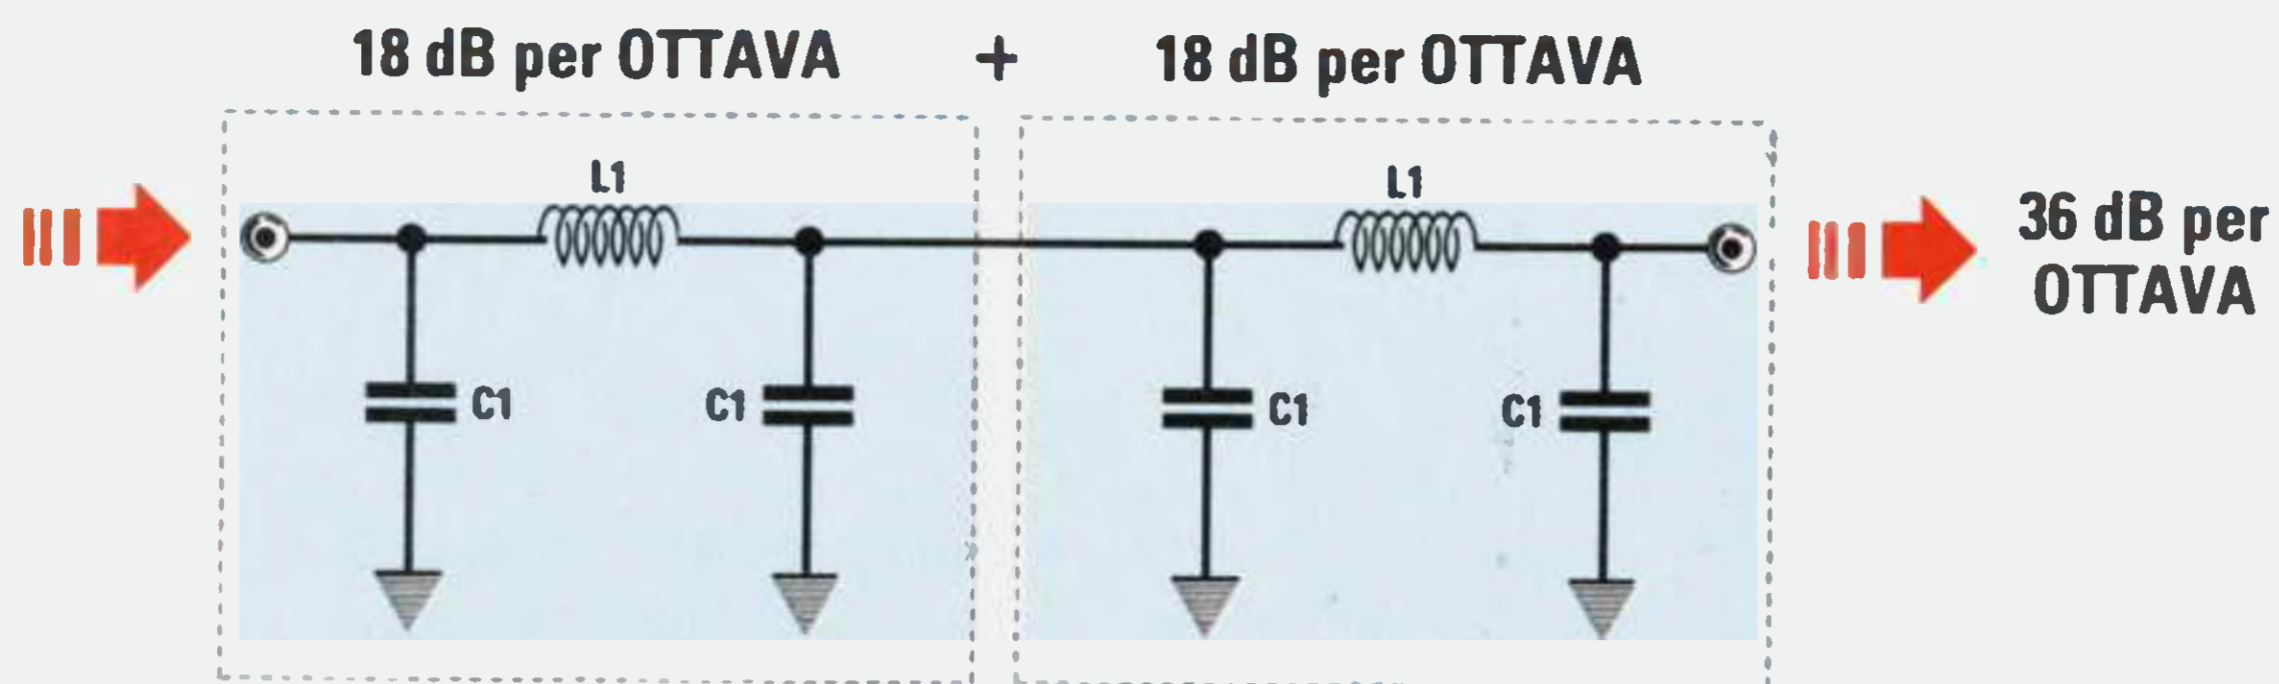 18 dB per OTTAVA + 18 dB per OTTAVA
L1 L1
36 dB per
OTTAVA
C1 C1 C1 C1